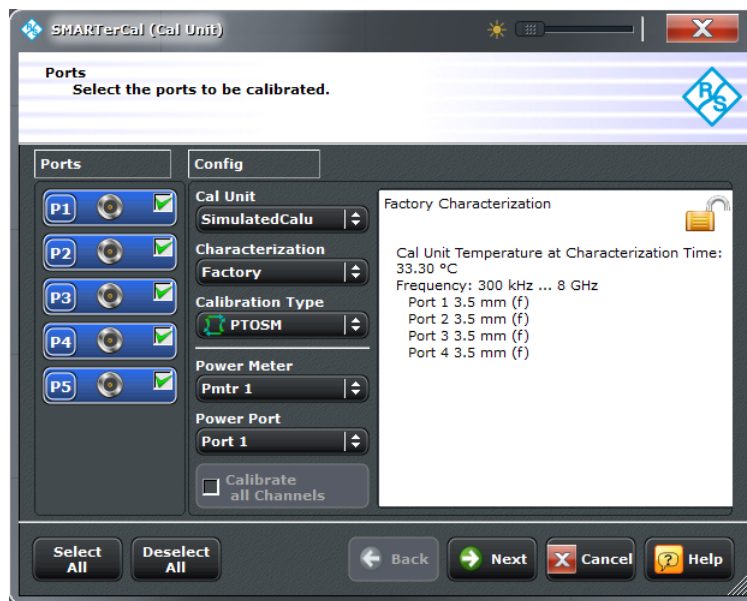 SMARTerCal (Cal Unit)
X
Ports
Select the ports to be calibrated.
R
S
Ports
Config
P1
P2
P3
P4
P5
Cal Unit
SimulatedCalu
Characterization
Factory
Calibration Type
PTOSM
Power Meter
Pmtr 1
Power Port
Port 1
Calibrate
all Channels
Factory Characterization
Cal Unit Temperature at Characterization Time:
33.30 °C
Frequency: 300 kHz ... 8 GHz
Port 1 3.5 mm (f)
Port 2 3.5 mm (f)
Port 3 3.5 mm (f)
Port 4 3.5 mm (f)
Select
All
Deselect
All
Back
Next
X Cancel
? Help